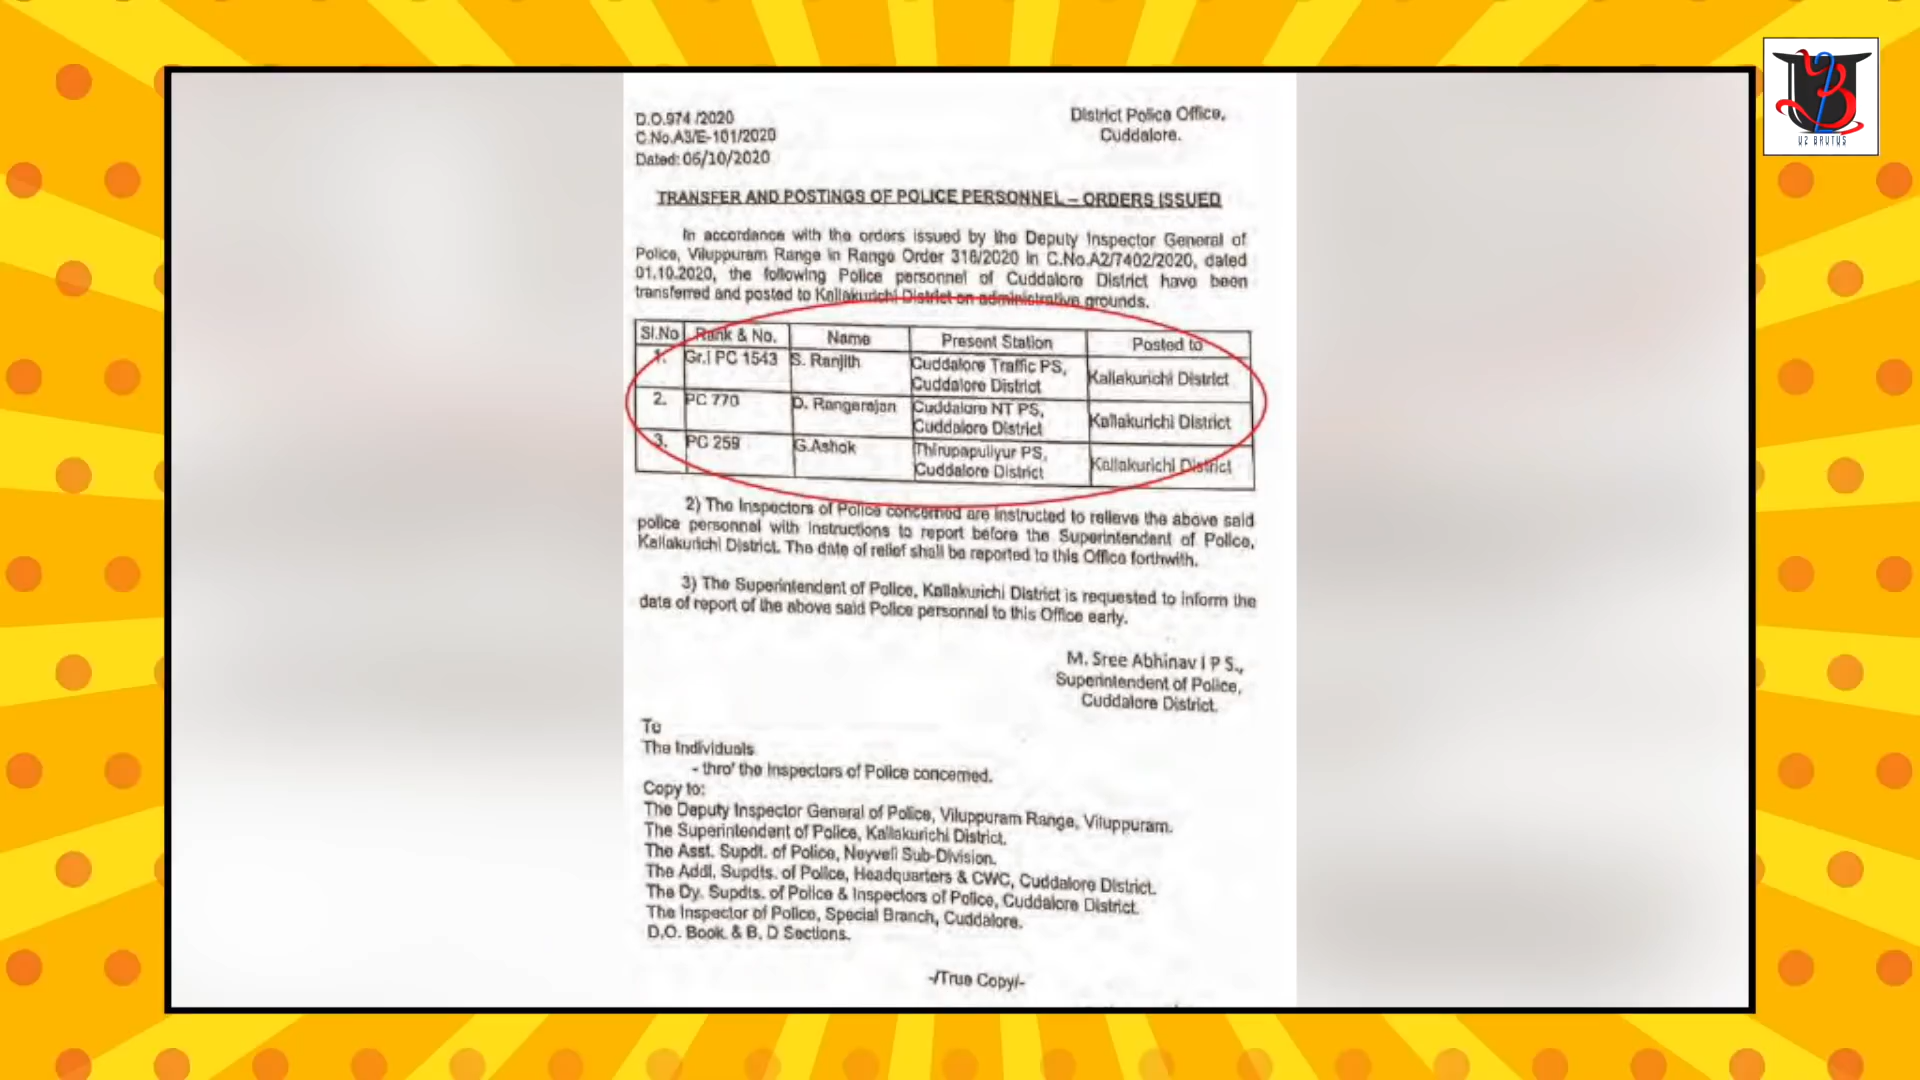 D.O.974 /2020
District Police Office,
C.No.A3/E-101/2020
Cuddalore.
Dated: 06/10/2020
TRANSFER AND POSTINGS OF POLICE PERSONNEL – ORDERS ISSUED
In accordance with the orders issued by the Deputy Inspector General of
Police, Viluppuram Range in Range Order 316/2020 in C.No.A2/7402/2020, dated
01.10.2020, the following Police personnel of Cuddalore District have been
transferred and posted to Kallakurichi District on administrative grounds.
Sl.No Rank & No. Name Present Station Posted to
1. Gr.I PC 1543 S. Ranjith Cuddalore Traffic PS, Cuddalore District Kallakurichi District
2. PC 770 D. Rangarajan Cuddalore NT PS, Cuddalore District Kallakurichi District
3. PC 259 G.Ashok Thirupapuliyur PS, Cuddalore District Kallakurichi District
2) The Inspectors of Police concerned are instructed to relieve the above said
police personnel with instructions to report before the Superintendent of Police,
Kallakurichi District. The date of relief shall be reported to this Office forthwith.
3) The Superintendent of Police, Kallakurichi District is requested to inform the
date of report of the above said Police personnel to this Office early.
M. Sree Abhinav I P S.,
Superintendent of Police,
Cuddalore District.
To
The Individuals
- thro' the Inspectors of Police concerned.
Copy to:
The Deputy Inspector General of Police, Viluppuram Range, Viluppuram.
The Superintendent of Police, Kallakurichi District.
The Asst. Supdt. of Police, Neyveli Sub-Division.
The Addl, Supdts. of Police, Headquarters & CWC, Cuddalore District.
The Dy. Supdts. of Police & Inspectors of Police, Cuddalore District.
The Inspector of Police, Special Branch, Cuddalore.
D.O. Book & B, D Sections.
-/True Copy/-
U2 BRUTUS